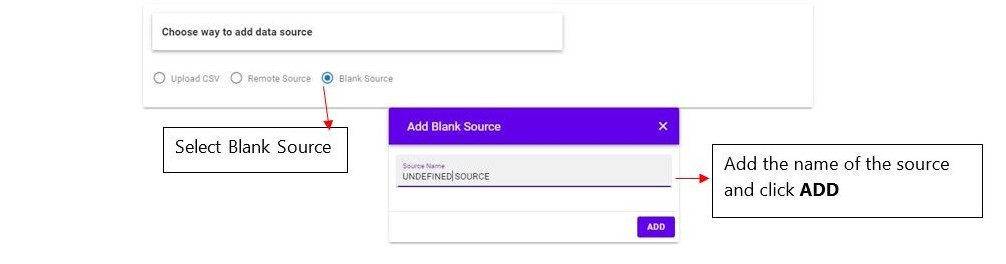 Choose way to add data source
Upload CSV Remote Source Blank Source
Select Blank Source
Add Blank Source ×
Source Name
UNDEFINED SOURCE
ADD
Add the name of the source
and click ADD